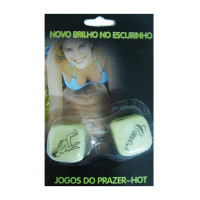 NOVO BRILHO NO ESCURINHO
JOGOS DO PRAZER-HOT